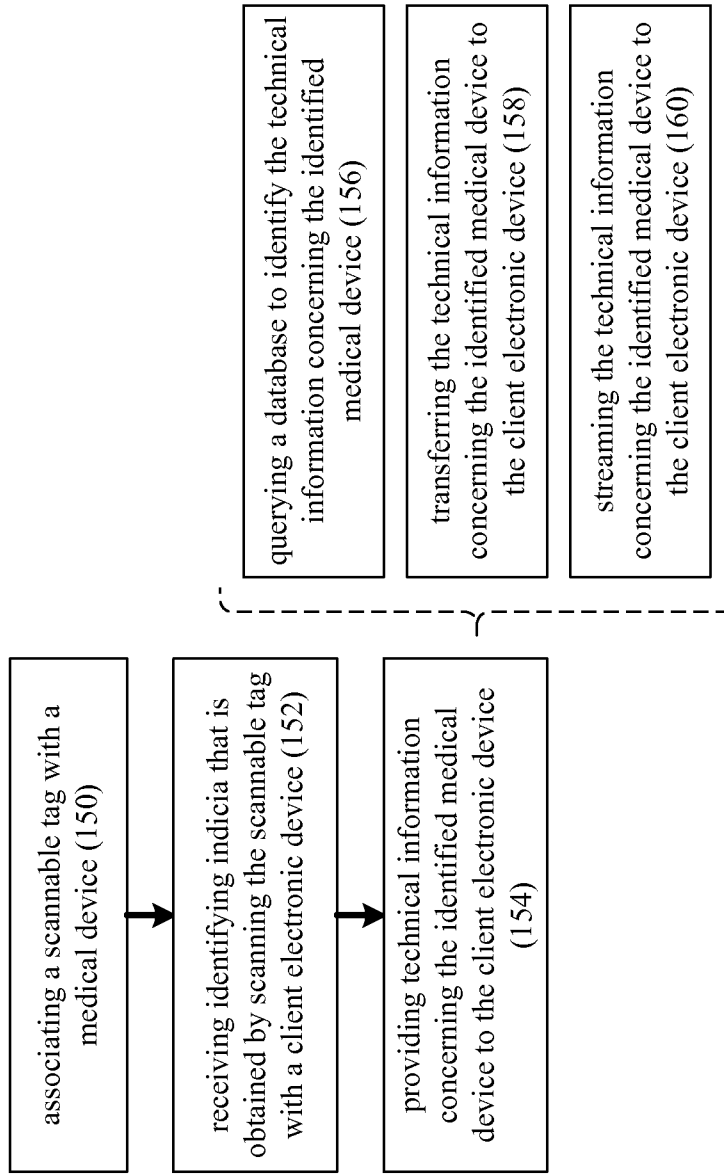 associating a scannable tag with a
medical device (150)
receiving identifying indicia that is
obtained by scanning the scannable tag
with a client electronic device (152)
providing technical information
concerning the identified medical
device to the client electronic device
(154)
querying a database to identify the technical
information concerning the identified
medical device (156)
transferring the technical information
concerning the identified medical device to
the client electronic device (158)
streaming the technical information
concerning the identified medical device to
the client electronic device (160)